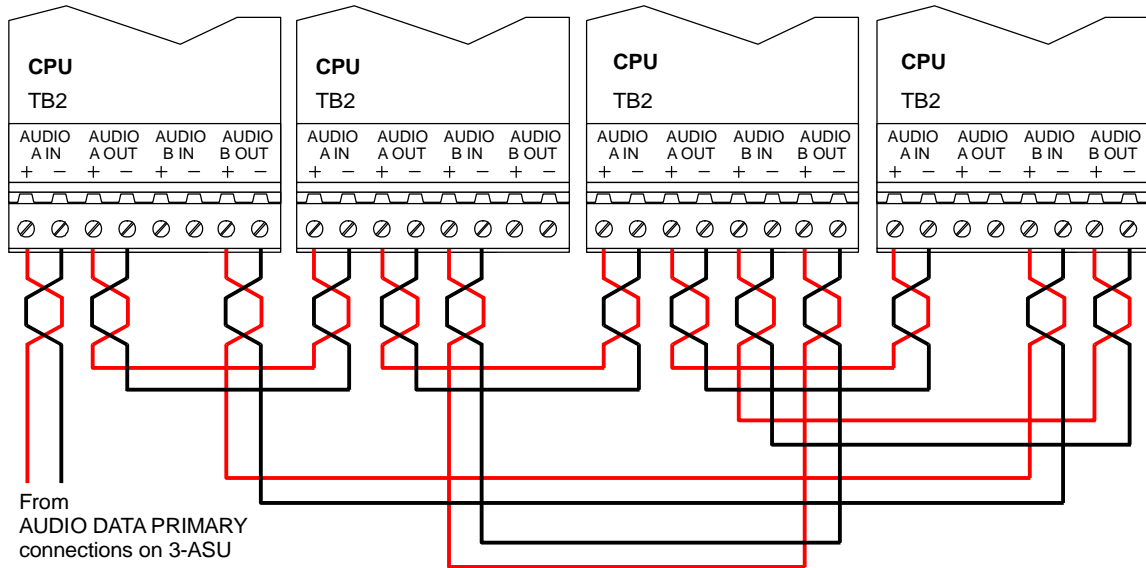 CPU
TB2
AUDIO AUDIO AUDIO AUDIO
A IN A OUT B IN B OUT
+ − + − + − + −
CPU
TB2
AUDIO AUDIO AUDIO AUDIO
A IN A OUT B IN B OUT
+ − + − + − + −
CPU
TB2
AUDIO AUDIO AUDIO AUDIO
A IN A OUT B IN B OUT
+ − + − + − + −
CPU
TB2
AUDIO AUDIO AUDIO AUDIO
A IN A OUT B IN B OUT
+ − + − + − + −
From
AUDIO DATA PRIMARY
connections on 3-ASU